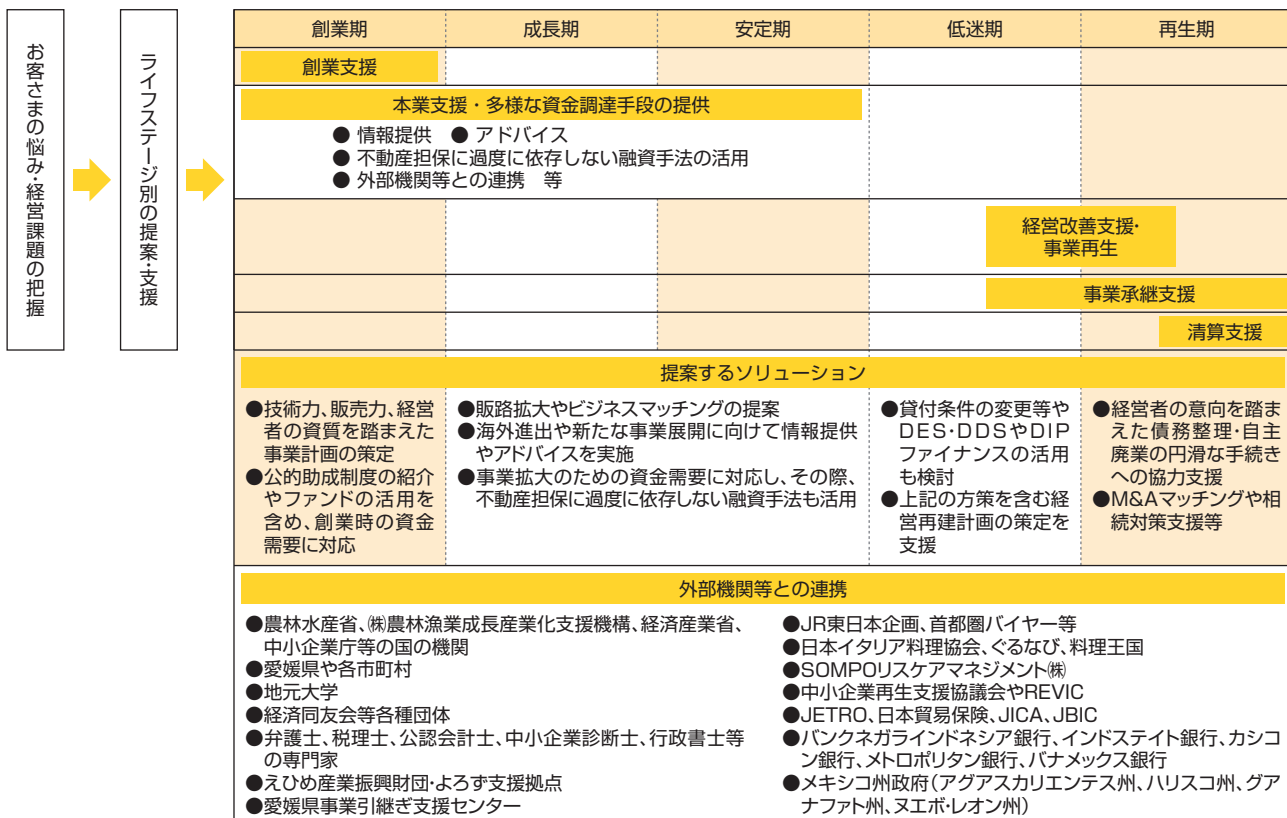 お客さまの悩み・経営課題の把握
ライフステージ別の提案・支援
創業期
成長期
安定期
低迷期
再生期
創業支援
本業支援・多様な資金調達手段の提供
● 情報提供 ● アドバイス
● 不動産担保に過度に依存しない融資手法の活用
● 外部機関等との連携 等
経営改善支援・
事業再生
事業承継支援
清算支援
提案するソリューション
●技術力、販売力、経営
者の資質を踏まえた
事業計画の策定
●公的助成制度の紹介
やファンドの活用を
含め、創業時の資金
需要に対応
●販路拡大やビジネスマッチングの提案
●海外進出や新たな事業展開に向けて情報提供
やアドバイスを実施
●事業拡大のための資金需要に対応し、その際、
不動産担保に過度に依存しない融資手法も活用
●貸付条件の変更等や
DES・DDSやDIP
ファイナンスの活用
も検討
●上記の方策を含む経
営再建計画の策定を
支援
●経営者の意向を踏ま
えた債務整理・自主
廃業の円滑な手続き
への協力支援
●M&Aマッチングや相
続対策支援等
外部機関等との連携
●農林水産省、㈱農林漁業成長産業化支援機構、経済産業省、
中小企業庁等の国の機関
●愛媛県や各市町村
●地元大学
●経済同友会等各種団体
●弁護士、税理士、公認会計士、中小企業診断士、行政書士等
の専門家
●えひめ産業振興財団・よろず支援拠点
●愛媛県事業引継ぎ支援センター
●JR東日本企画、首都圏バイヤー等
●日本イタリア料理協会、ぐるなび、料理王国
●SOMPOリスケアマネジメント㈱
●中小企業再生支援協議会やREVIC
●JETRO、日本貿易保険、JICA、JBIC
●バンクネガラインドネシア銀行、インドステイト銀行、カシコ
ン銀行、メトロポリタン銀行、バナメックス銀行
●メキシコ州政府（アグアスカリエンテス州、ハリスコ州、グア
ナファト州、ヌエボ・レオン州）